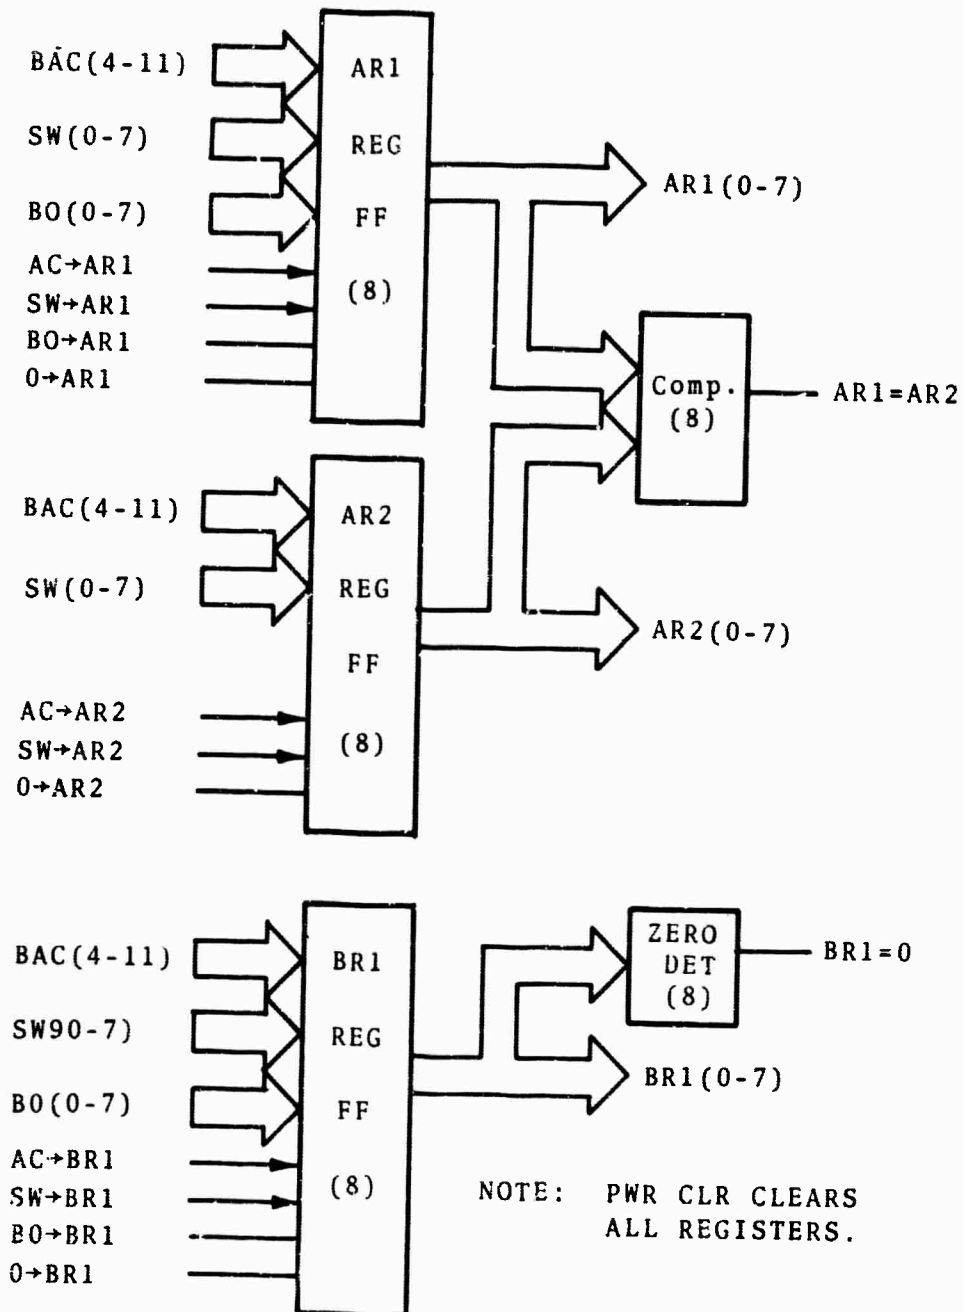 BAC(4-11)
SW(0-7)
BO(0-7)
AC→AR1
SW→AR1
BO→AR1
0→AR1
AR1
REG
FF
(8)
AR1(0-7)
Comp.
(8)
AR1=AR2
BAC(4-11)
SW(0-7)
AC→AR2
SW→AR2
0→AR2
AR2
REG
FF
(8)
AR2(0-7)
BAC(4-11)
SW90-7)
BO(0-7)
AC→BR1
SW→BR1
BO→BR1
0→BR1
BR1
REG
FF
(8)
ZERO
DET
(8)
BR1=0
BR1(0-7)
NOTE: PWR CLR CLEARS
ALL REGISTERS.